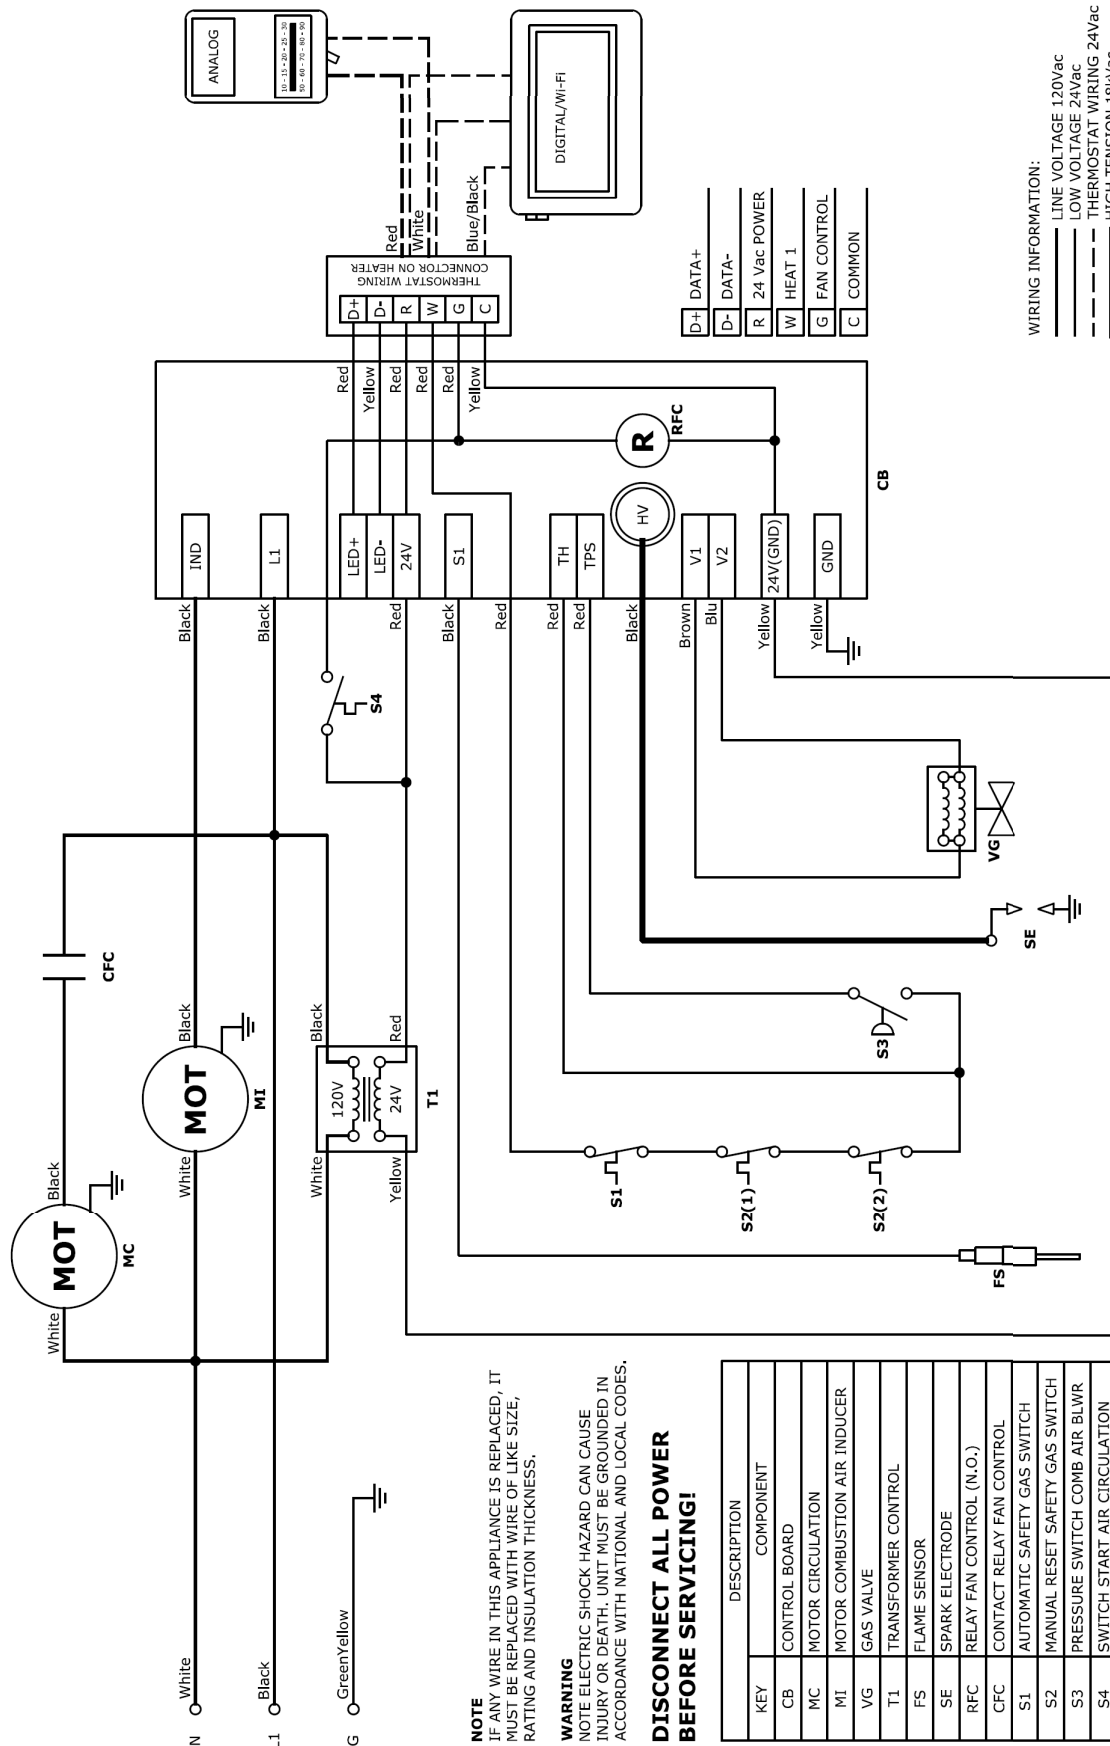 ANALOG
10 - 15 - 20 - 25 - 30
50 - 60 - 70 - 80 - 90
DIGITAL/Wi-Fi
Red
White
Blue/Black
THERMOSTAT WIRING
CONNECTOR ON HEATER
D+
D-
R
W
G
C
D+ DATA+
D- DATA-
R 24 Vac POWER
W HEAT 1
G FAN CONTROL
C COMMON
WIRING INFORMATION:
LINE VOLTAGE 120Vac
LOW VOLTAGE 24Vac
THERMOSTAT WIRING 24Vac
Red
Yellow
Red
Red
Red
Yellow
R
RFC
HV
CB
IND
L1
LED+
LED-
24V
S1
TH
TPS
V1
V2
24V(GND)
GND
Black
Black
Red
Black
Red
Red
Red
Black
Brown
Blu
Yellow
Yellow
S4
CFC
VG
SE
S3
Black
MOT
MI
White
Black
120V
24V
Red
T1
White
Yellow
Black
MOT
MC
White
S1
S2(1)
S2(2)
FS
White
N
Black
GreenYellow
G
NOTE
IF ANY WIRE IN THIS APPLIANCE IS REPLACED, IT
MUST BE REPLACED WITH WIRE OF LIKE SIZE,
RATING AND INSULATION THICKNESS.
WARNING
NOTE ELECTRIC SHOCK HAZARD CAN CAUSE
INJURY OR DEATH. UNIT MUST BE GROUNDED IN
ACCORDANCE WITH NATIONAL AND LOCAL CODES.
DISCONNECT ALL POWER
BEFORE SERVICING!
DESCRIPTION
KEY COMPONENT
CB CONTROL BOARD
MC MOTOR CIRCULATION
MI MOTOR COMBUSTION AIR INDUCER
VG GAS VALVE
T1 TRANSFORMER CONTROL
FS FLAME SENSOR
SE SPARK ELECTRODE
RFC RELAY FAN CONTROL (N.O.)
CFC CONTACT RELAY FAN CONTROL
S1 AUTOMATIC SAFETY GAS SWITCH
S2 MANUAL RESET SAFETY GAS SWITCH
S3 PRESSURE SWITCH COMB AIR BLWR
S4 SWITCH START AIR CIRCULATION